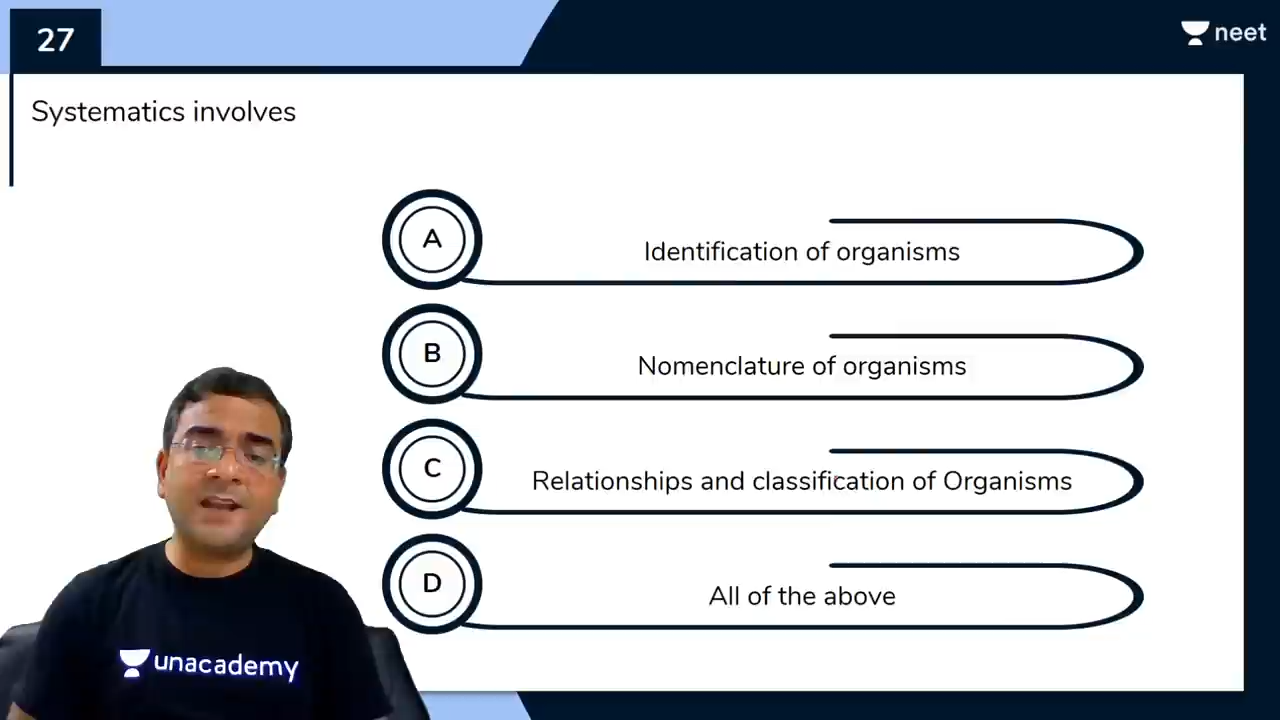 27
neet
Systematics involves
A
Identification of organisms
B
Nomenclature of organisms
C
Relationships and classification of Organisms
D
All of the above
unacademy